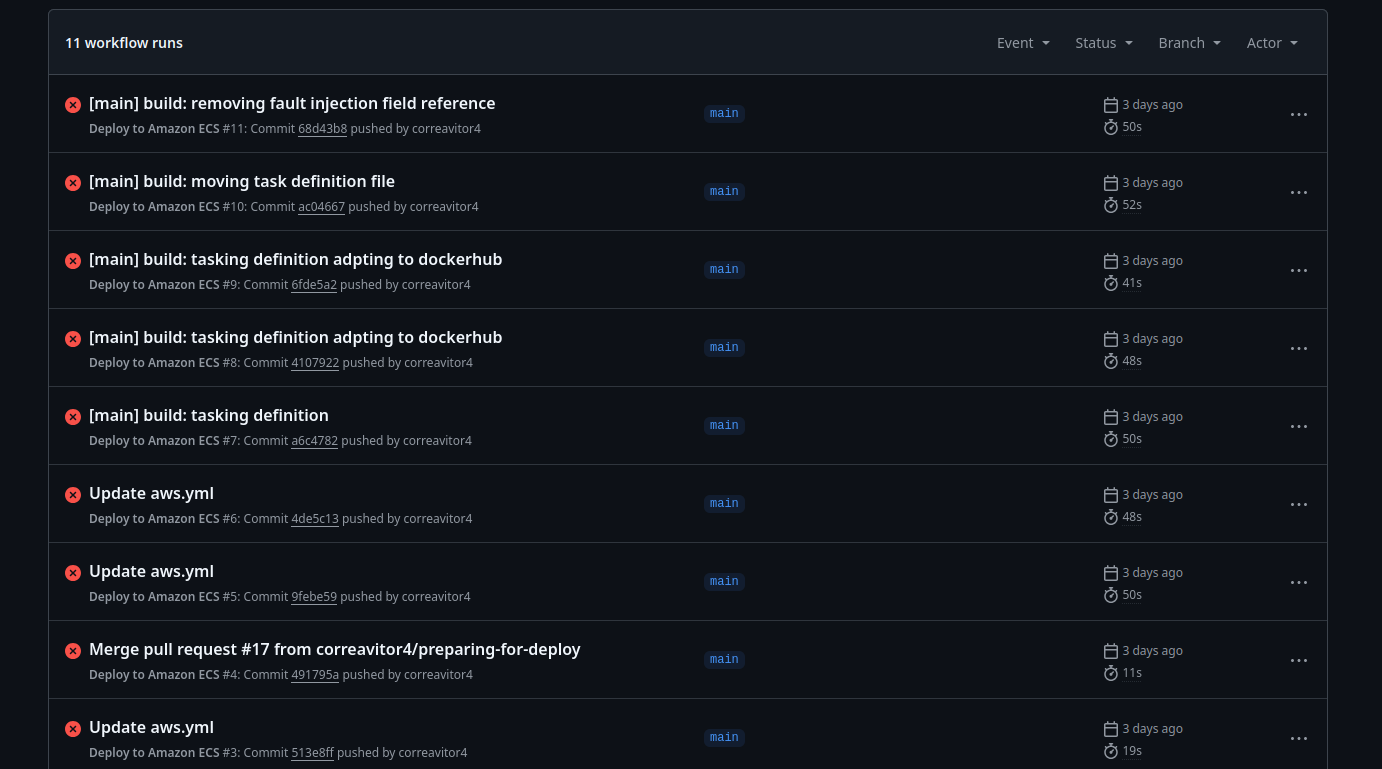 11 workflow runs
Event Status Branch Actor
[main] build: removing fault injection field reference
Deploy to Amazon ECS #11: Commit 68d43b8 pushed by correavitor4
main
3 days ago
50s
[main] build: moving task definition file
Deploy to Amazon ECS #10: Commit ac04667 pushed by correavitor4
main
3 days ago
52s
[main] build: tasking definition adpting to dockerhub
Deploy to Amazon ECS #9: Commit 6fde5a2 pushed by correavitor4
main
3 days ago
41s
[main] build: tasking definition adpting to dockerhub
Deploy to Amazon ECS #8: Commit 4107922 pushed by correavitor4
main
3 days ago
48s
[main] build: tasking definition
Deploy to Amazon ECS #7: Commit a6c4782 pushed by correavitor4
main
3 days ago
50s
Update aws.yml
Deploy to Amazon ECS #6: Commit 4de5c13 pushed by correavitor4
main
3 days ago
48s
Update aws.yml
Deploy to Amazon ECS #5: Commit 9febe59 pushed by correavitor4
main
3 days ago
50s
Merge pull request #17 from correavitor4/preparing-for-deploy
Deploy to Amazon ECS #4: Commit 491795a pushed by correavitor4
main
3 days ago
11s
Update aws.yml
Deploy to Amazon ECS #3: Commit 513e8ff pushed by correavitor4
main
3 days ago
19s